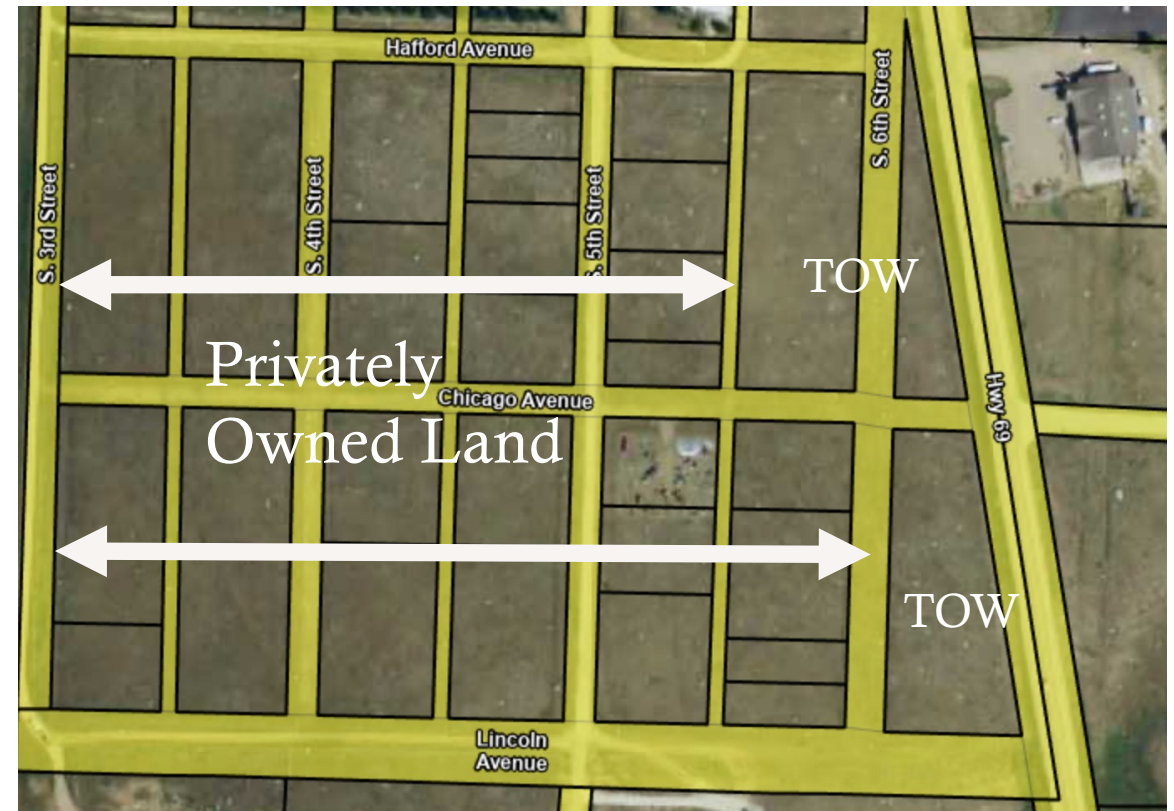 Hafford Avenue
S. 6th Street
S. 3rd Street
S. 4th Street
S. 5th Street
TOW
Privately
Owned Land
Chicago Avenue
Hwy 69
TOW
Lincoln
Avenue